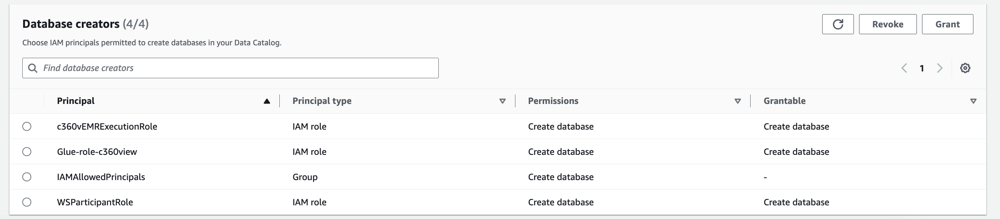 Database creators (4/4)
Revoke
Grant
Choose IAM principals permitted to create databases in your Data Catalog.
Find database creators
1
Principal Principal type Permissions Grantable
c360vEMRExecutionRole IAM role Create database Create database
Glue-role-c360view IAM role Create database Create database
IAMAllowedPrincipals Group Create database -
WSParticipantRole IAM role Create database Create database